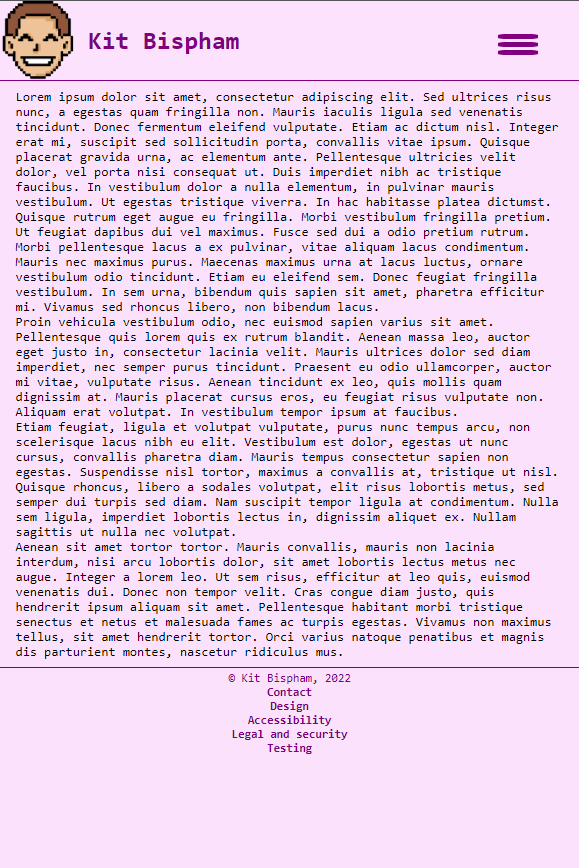 Kit Bispham
Lorem ipsum dolor sit amet, consectetur adipiscing elit. Sed ultrices risus
nunc, a egestas quam fringilla non. Mauris iaculis ligula sed venenatis
tincidunt. Donec fermentum eleifend vulputate. Etiam ac dictum nisl. Integer
erat mi, suscipit sed sollicitudin porta, convallis vitae ipsum. Quisque
placerat gravida urna, ac elementum ante. Pellentesque ultricies velit
dolor, vel porta nisi consequat ut. Duis imperdiet nibh ac tristique
faucibus. In vestibulum dolor a nulla elementum, in pulvinar mauris
vestibulum. Ut egestas tristique viverra. In hac habitasse platea dictumst.
Quisque rutrum eget augue eu fringilla. Morbi vestibulum fringilla pretium.
Ut feugiat dapibus dui vel maximus. Fusce sed dui a odio pretium rutrum.
Morbi pellentesque lacus a ex pulvinar, vitae aliquam lacus condimentum.
Mauris nec maximus purus. Maecenas maximus urna at lacus luctus, ornare
vestibulum odio tincidunt. Etiam eu eleifend sem. Donec feugiat fringilla
vestibulum. In sem urna, bibendum quis sapien sit amet, pharetra efficitur
mi. Vivamus sed rhoncus libero, non bibendum lacus.
Proin vehicula vestibulum odio, nec euismod sapien varius sit amet.
Pellentesque quis lorem quis ex rutrum blandit. Aenean massa leo, auctor
eget justo in, consectetur lacinia velit. Mauris ultrices dolor sed diam
imperdiet, nec semper purus tincidunt. Praesent eu odio ullamcorper, auctor
mi vitae, vulputate risus. Aenean tincidunt ex leo, quis mollis quam
dignissim at. Mauris placerat cursus eros, eu feugiat risus vulputate non.
Aliquam erat volutpat. In vestibulum tempor ipsum at faucibus.
Etiam feugiat, ligula et volutpat vulputate, purus nunc tempus arcu, non
scelerisque lacus nibh eu elit. Vestibulum est dolor, egestas ut nunc
cursus, convallis pharetra diam. Mauris tempus consectetur sapien non
egestas. Suspendisse nisl tortor, maximus a convallis at, tristique ut nisl.
Quisque rhoncus, libero a sodales volutpat, elit risus lobortis metus, sed
semper dui turpis sed diam. Nam suscipit tempor ligula at condimentum. Nulla
sem ligula, imperdiet lobortis lectus in, dignissim aliquet ex. Nullam
sagittis ut nulla nec volutpat.
Aenean sit amet tortor tortor. Mauris convallis, mauris non lacinia
interdum, nisi arcu lobortis dolor, sit amet lobortis lectus metus nec
augue. Integer a lorem leo. Ut sem risus, efficitur at leo quis, euismod
venenatis dui. Donec non tempor velit. Cras congue diam justo, quis
hendrerit ipsum aliquam sit amet. Pellentesque habitant morbi tristique
senectus et netus et malesuada fames ac turpis egestas. Vivamus non maximus
tellus, sit amet hendrerit tortor. Orci varius natoque penatibus et magnis
dis parturient montes, nascetur ridiculus mus.
© Kit Bispham, 2022
Contact
Design
Accessibility
Legal and security
Testing